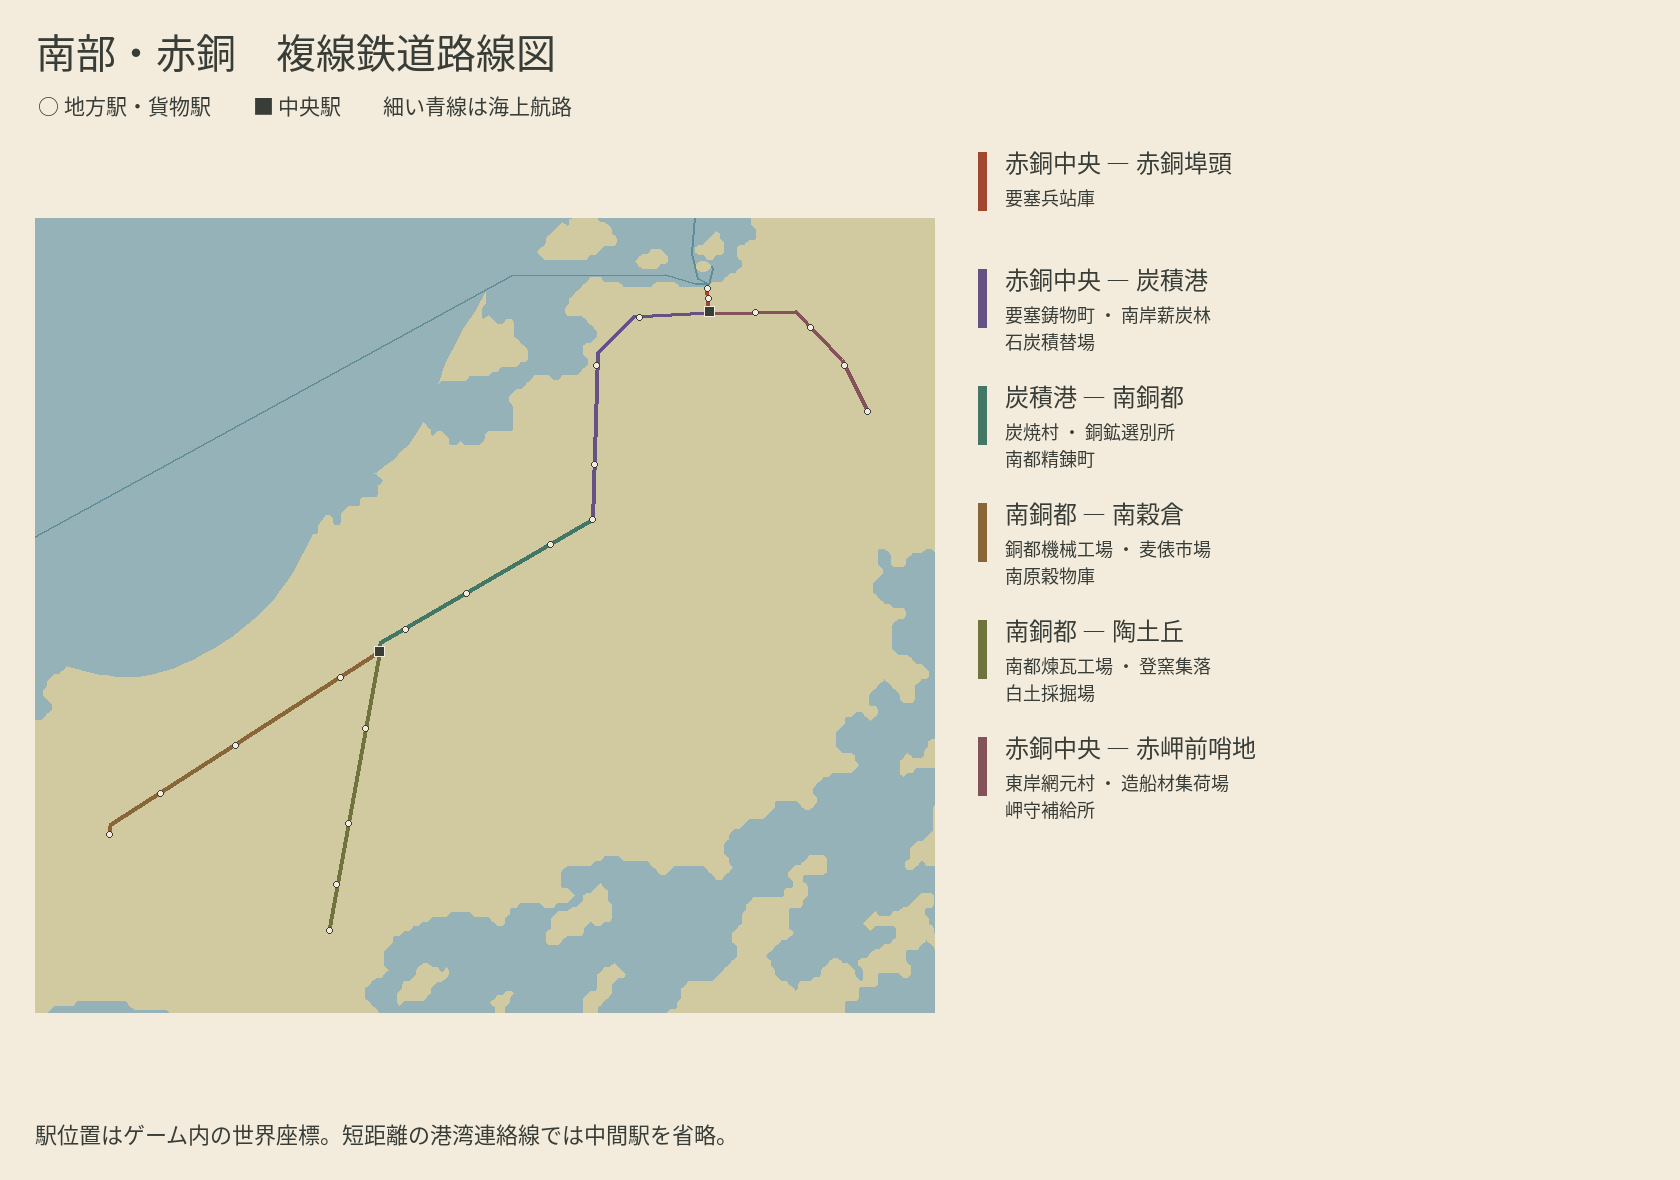 南部・赤銅　複線鉄道路線図
○ 地方駅・貨物駅　　■ 中央駅　　細い青線は海上航路
赤銅中央 ― 赤銅埠頭
要塞兵站庫
赤銅中央 ― 炭積港
要塞鋳物町 ・ 南岸薪炭林
石炭積替場
炭積港 ― 南銅都
炭焼村 ・ 銅鉱選別所
南都精錬町
南銅都 ― 南穀倉
銅都機械工場 ・ 麦俵市場
南原穀物庫
南銅都 ― 陶土丘
南都煉瓦工場 ・ 登窯集落
白土採掘場
赤銅中央 ― 赤岬前哨地
東岸網元村 ・ 造船材集荷場
岬守補給所
駅位置はゲーム内の世界座標。短距離の港湾連絡線では中間駅を省略。